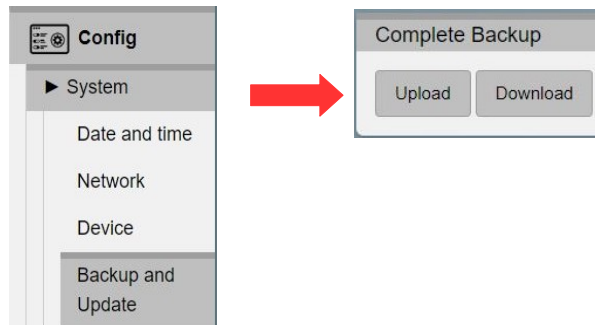 Config
System
Date and time
Network
Device
Backup and
Update
Complete Backup
Upload Download